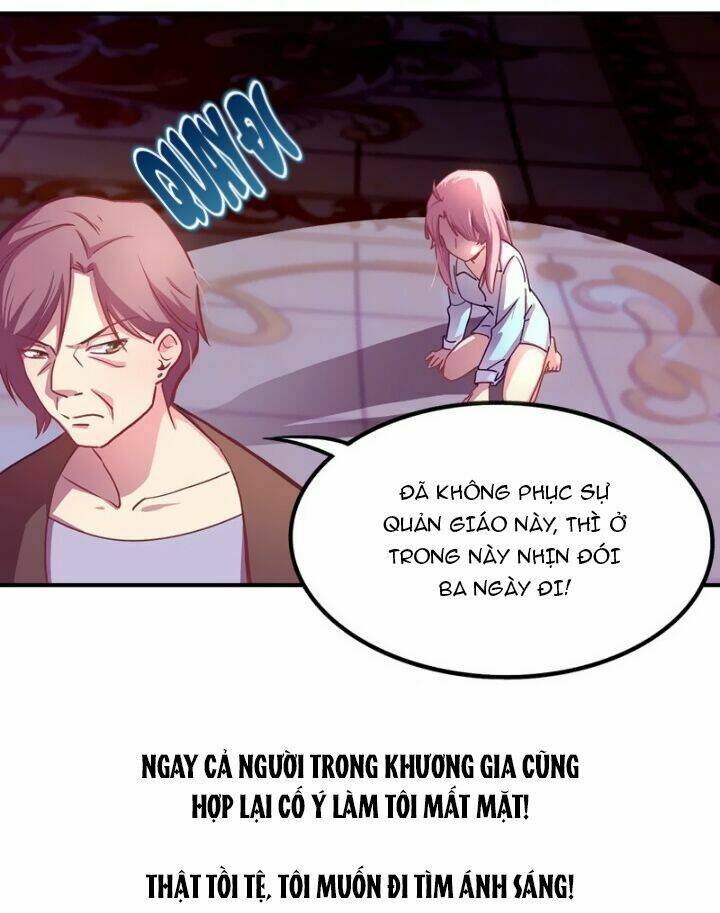 QUAY ĐI
ĐÃ KHÔNG PHỤC SỰ
QUẢN GIÁO NÀY, THÌ Ở
TRONG NÀY NHỊN ĐÓI
BA NGÀY ĐI!
NGAY CẢ NGƯỜI TRONG KHƯƠNG GIA CŨNG
HỢP LẠI CỐ Ý LÀM TÔI MẤT MẶT!
THẬT TỒI TỆ, TÔI MUỐN ĐI TÌM ÁNH SÁNG!